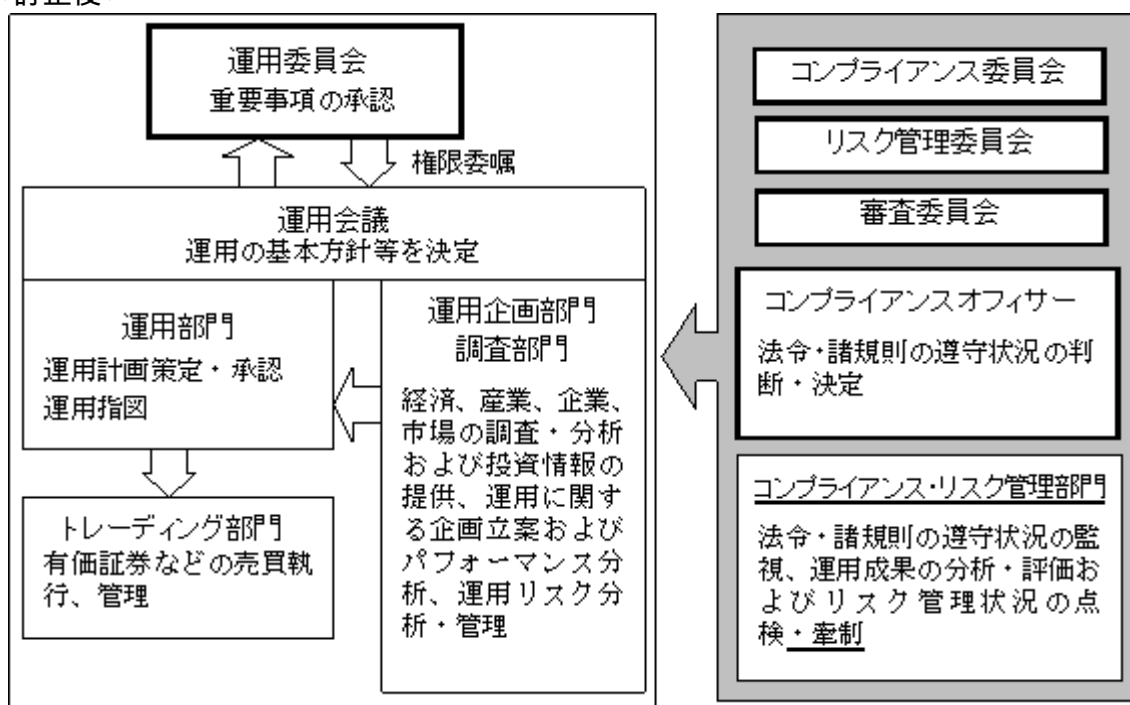 運用委員会
重要事項の承認
権限委嘱
運用会議
運用の基本方針等を決定
運用部門
運用計画策定・承認
運用指図
運用企画部門
調査部門
経済、産業、企業、
市場の調査・分析
および投資情報の
提供、運用に関す
る企画立案および
パフォーマンス分
析、運用リスク分
析・管理
トレーディング部門
有価証券などの売買執
行、管理
コンプライアンス委員会
リスク管理委員会
審査委員会
コンプライアンスオフィサー
法令・諸規則の遵守状況の判
断・決定
コンプライアンス・リスク管理部門
法令・諸規則の遵守状況の監
視、運用成果の分析・評価お
よびリスク管理状況の点
検・牽制